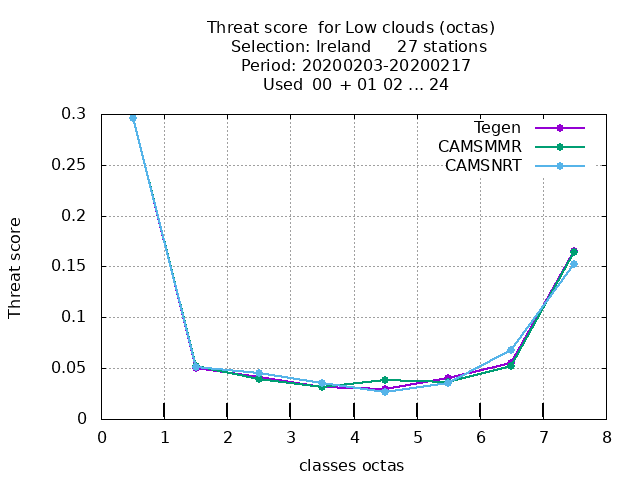 Threat score  for Low clouds (octas)
Selection: Ireland     27 stations
Period: 20200203-20200217
Used  00 + 01 02 ... 24
Tegen
CAMSMMR
CAMSNRT
0.3
0.25
0.2
0.15
0.1
0.05
0
Threat score
0 1 2 3 4 5 6 7 8
classes octas